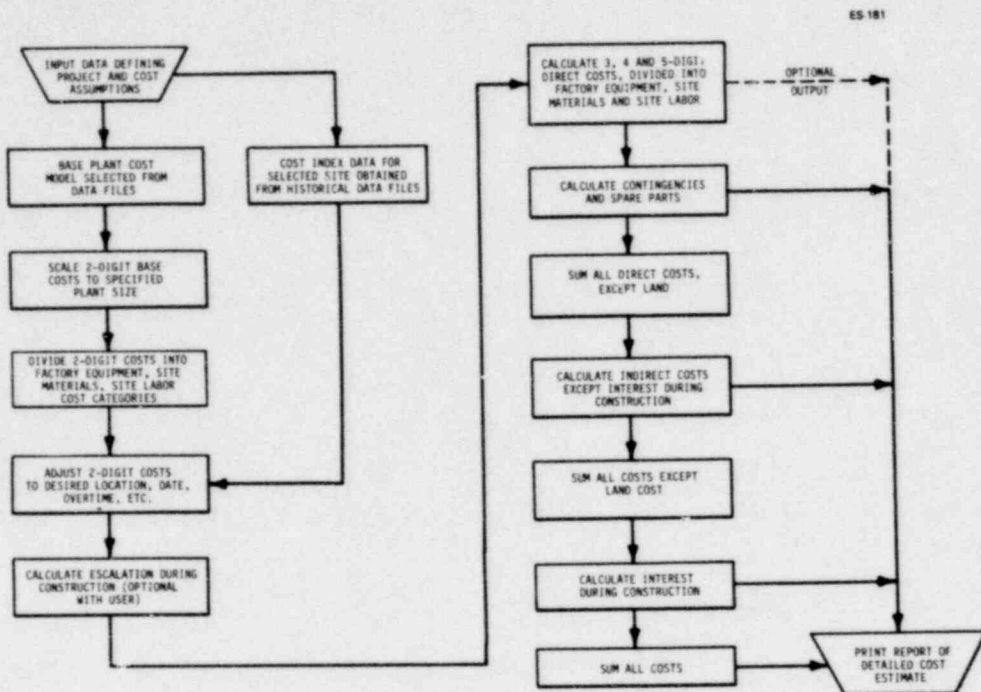 ES-181
INPUT DATA DEFINING
PROJECT AND COST
ASSUMPTIONS
BASE PLANT COST
MODEL SELECTED FROM
DATA FILES
COST INDEX DATA FOR
SELECTED SITE OBTAINED
FROM HISTORICAL DATA FILES
SCALE 2-DIGIT BASE
COSTS TO SPECIFIED
PLANT SIZE
DIVIDE 2-DIGIT COSTS INTO
FACTORY EQUIPMENT, SITE
MATERIALS, SITE LABOR
COST CATEGORIES
ADJUST 2-DIGIT COSTS
TO DESIRED LOCATION, DATE,
OVERTIME, ETC.
CALCULATE ESCALATION DURING
CONSTRUCTION (OPTIONAL
WITH USER)
CALCULATE 3, 4 AND 5-DIGI.
DIRECT COSTS, DIVIDED INTO
FACTORY EQUIPMENT, SITE
MATERIALS AND SITE LABOR
OPTIONAL
OUTPUT
CALCULATE CONTINGENCIES
AND SPARE PARTS
SUM ALL DIRECT COSTS,
EXCEPT LAND
CALCULATE INDIRECT COSTS
EXCEPT INTEREST DURING
CONSTRUCTION
SUM ALL COSTS EXCEPT
LAND COST
CALCULATE INTEREST
DURING CONSTRUCTION
SUM ALL COSTS
PRINT REPORT OF
DETAILED COST
ESTIMATE